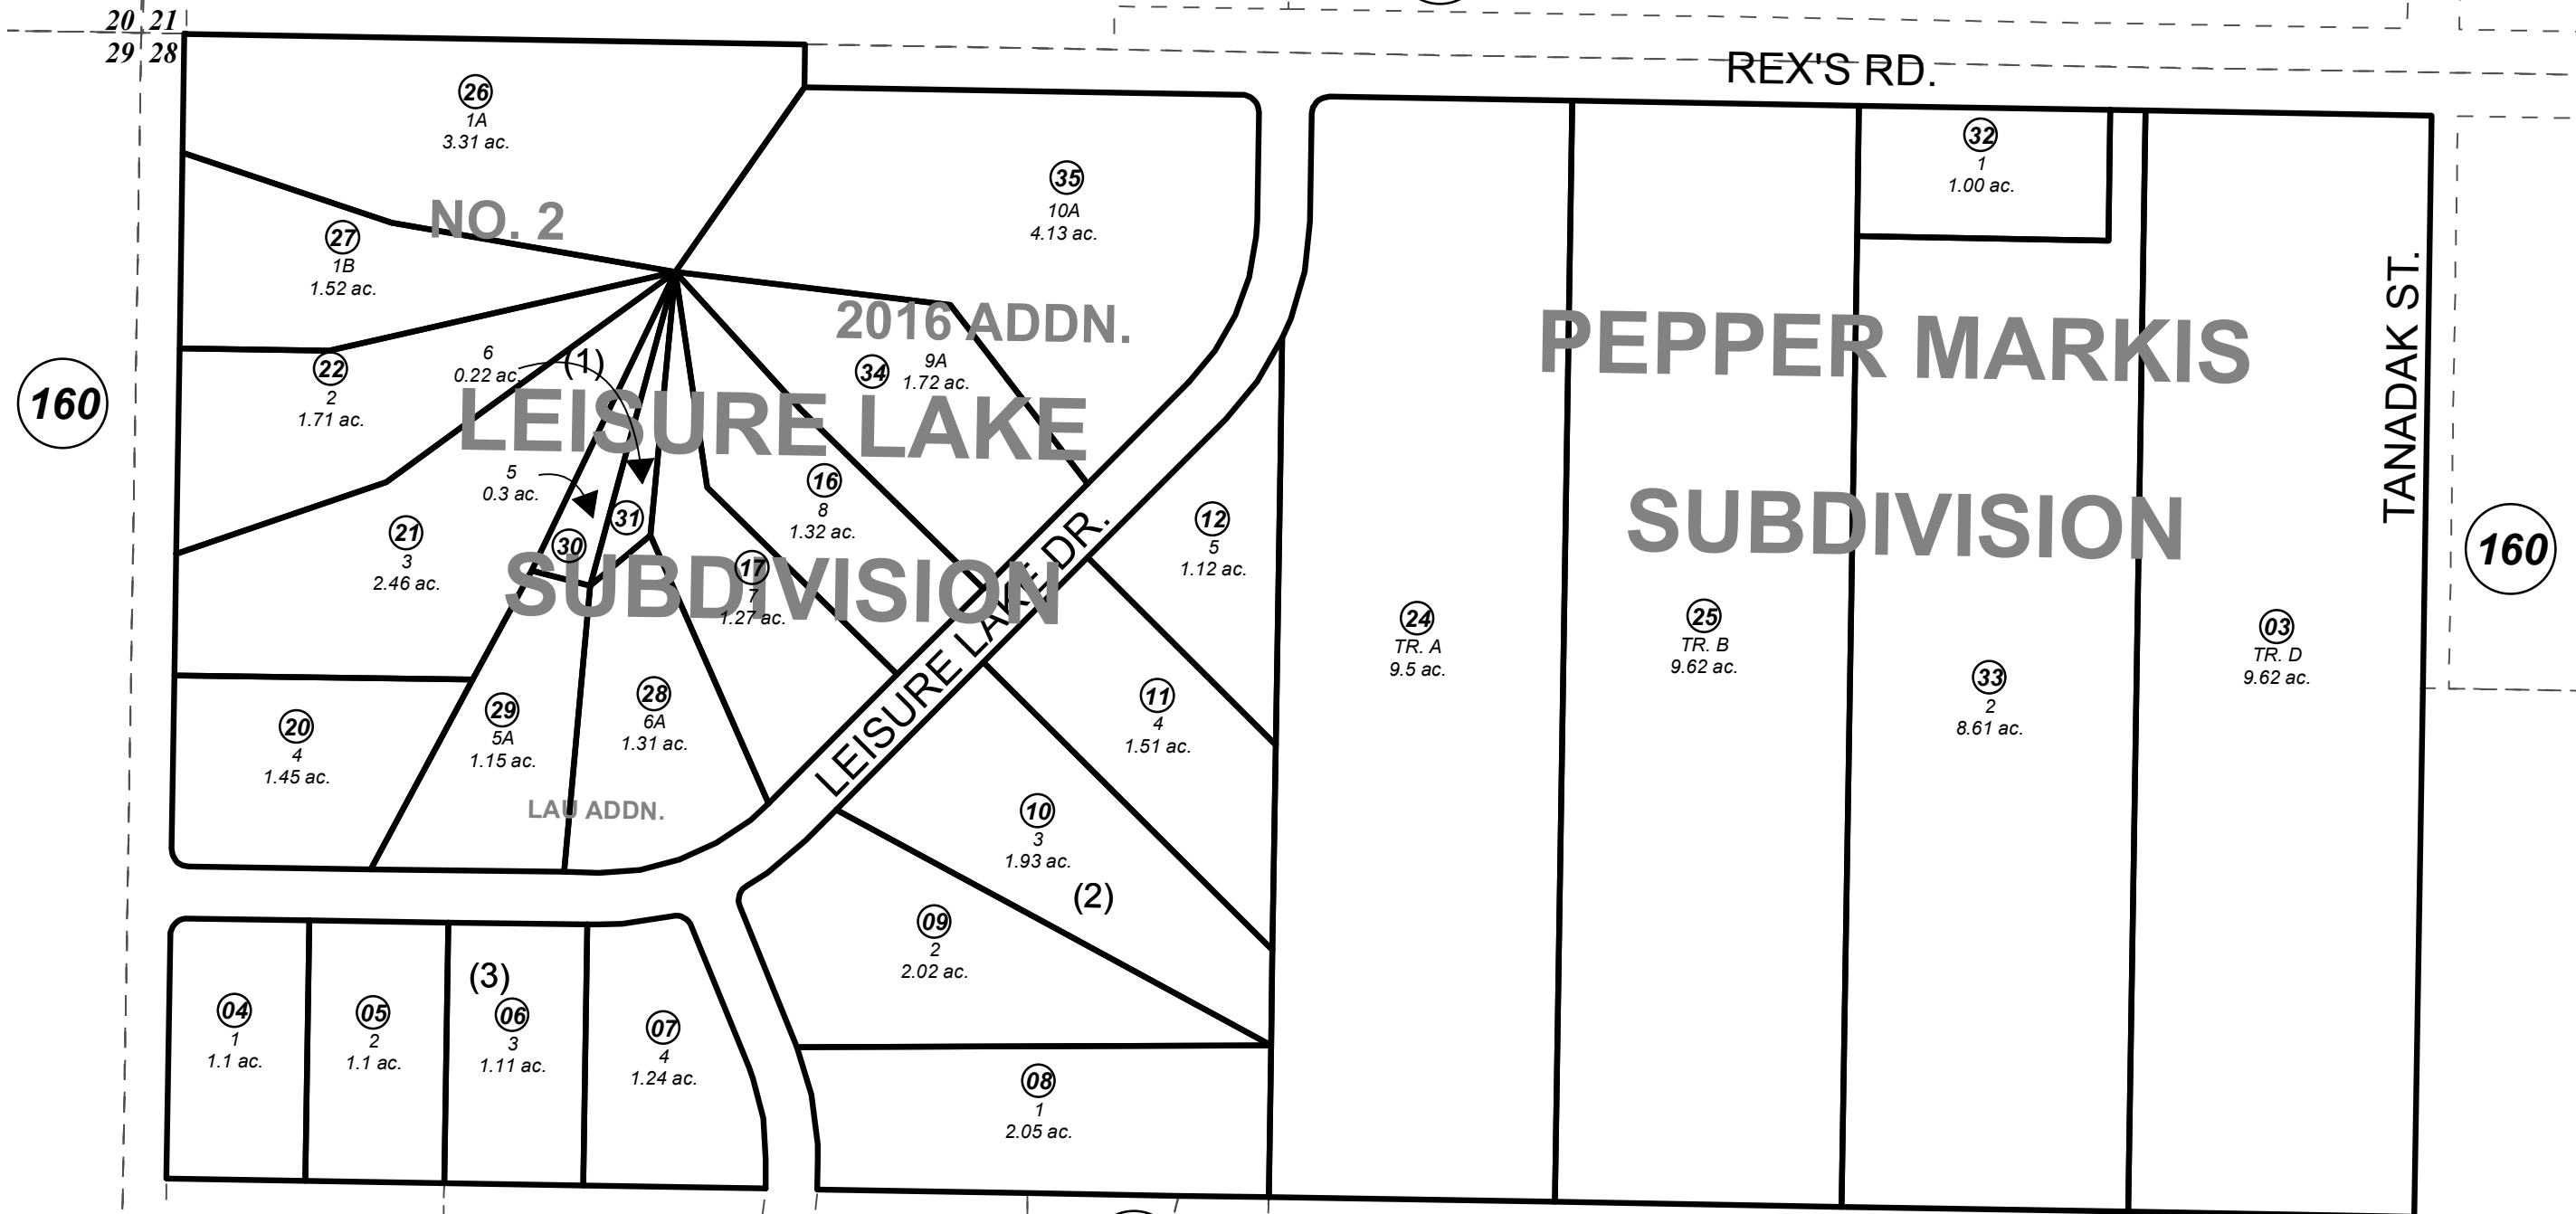 20 21
29 28
REX'S RD.
26
1A
3.31 ac.
32
1
1.00 ac.
35
10A
4.13 ac.
NO. 2
27
1B
1.52 ac.
2016 ADDN.
PEPPER MARKIS
SUBDIVISION
TANADAK ST.
160
22
2
1.71 ac.
6
0.22 ac.
(1)
34
9A
1.72 ac.
LEISURE LAKE
SUBDIVISION
5
0.3 ac.
16
8
1.32 ac.
21
3
2.46 ac.
30
31
17
7
1.27 ac.
12
5
1.12 ac.
160
LEISURE LAKE DR.
24
TR. A
9.5 ac.
25
TR. B
9.62 ac.
33
2
8.61 ac.
03
TR. D
9.62 ac.
20
4
1.45 ac.
29
5A
1.15 ac.
28
6A
1.31 ac.
11
4
1.51 ac.
LAU ADDN.
10
3
1.93 ac.
(2)
09
2
2.02 ac.
(3)
04
1
1.1 ac.
05
2
1.1 ac.
06
3
1.11 ac.
07
4
1.24 ac.
08
1
2.05 ac.